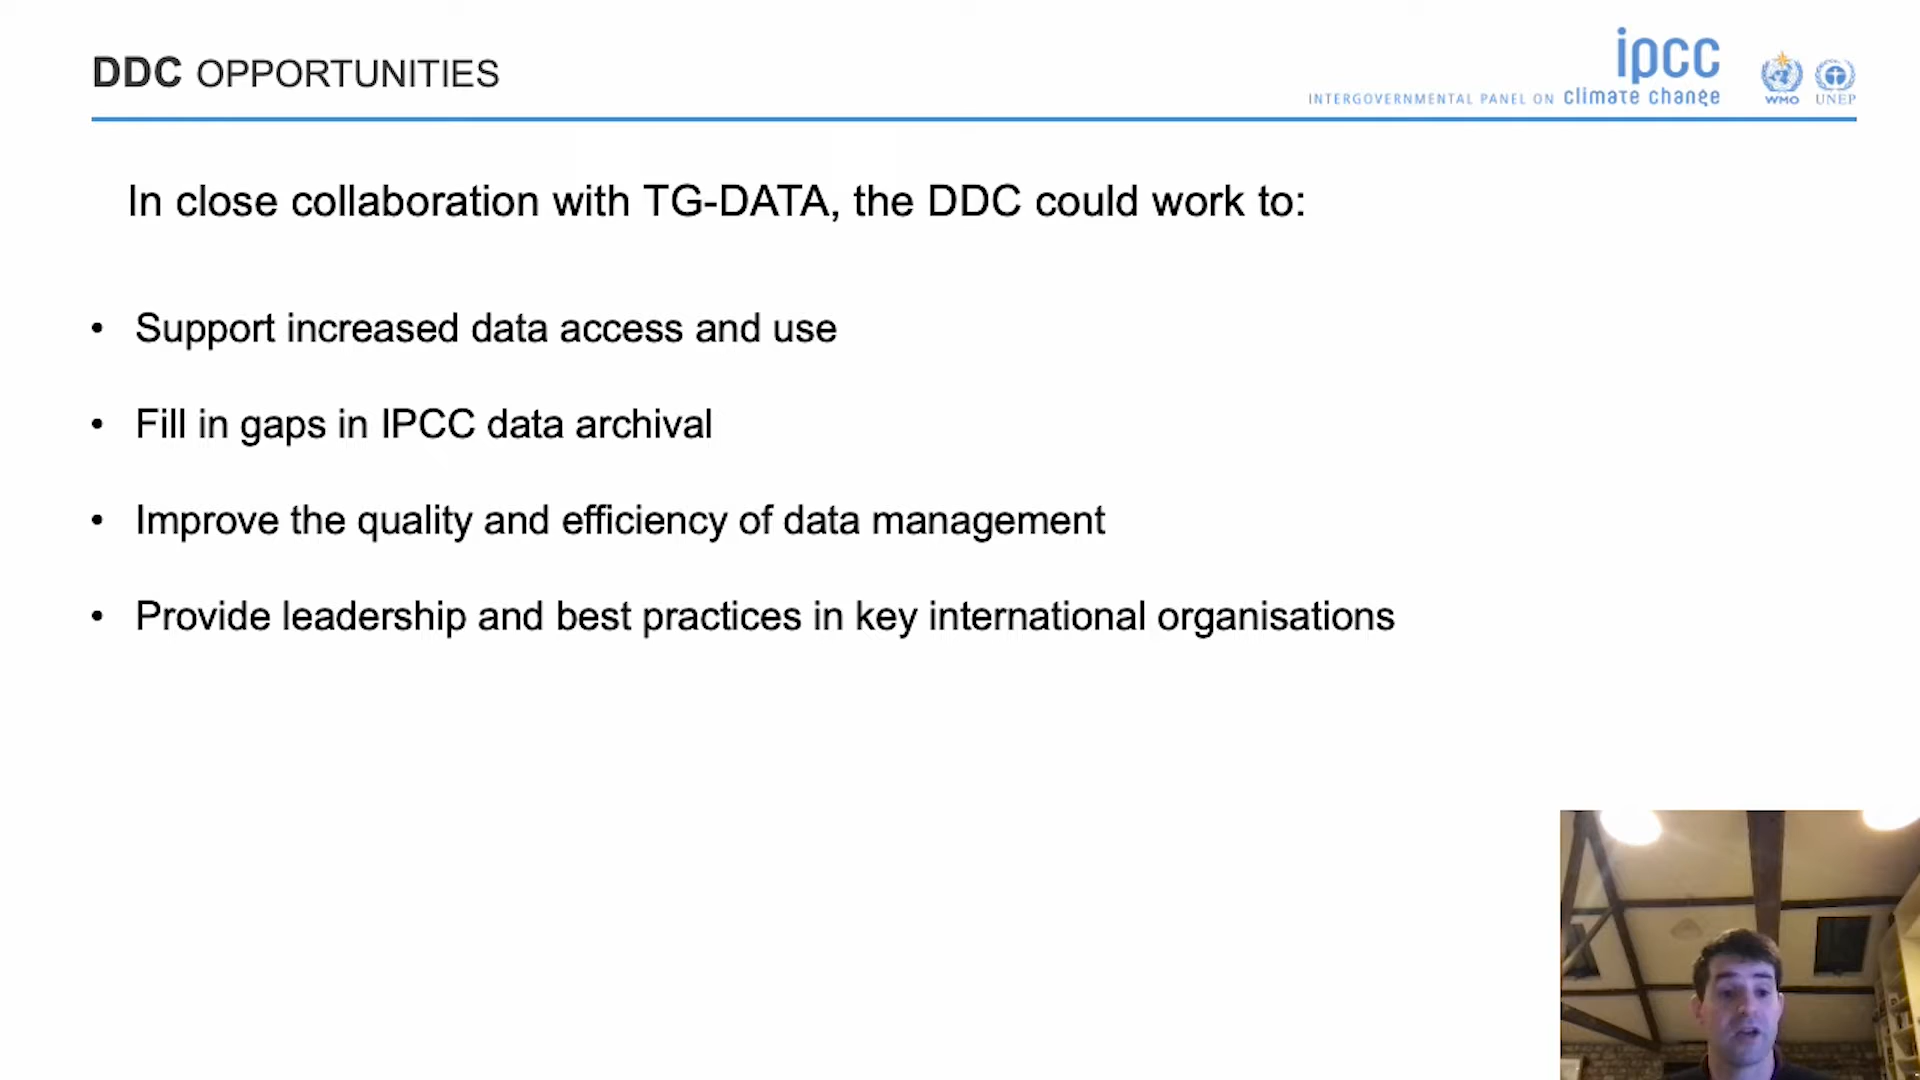 DDC OPPORTUNITIES
ipcc
INTERGOVERNMENTAL PANEL ON climate change
WMO
UNEP
In close collaboration with TG-DATA, the DDC could work to:
• Support increased data access and use
• Fill in gaps in IPCC data archival
• Improve the quality and efficiency of data management
• Provide leadership and best practices in key international organisations